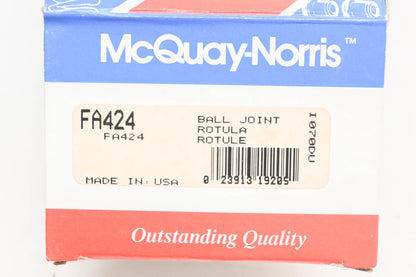 McQuay-Norris™
FA424
FA424
BALL JOINT
ROTULA
ROTULE
I070DU
MADE IN: USA
0 23913 19205
Outstanding Quality